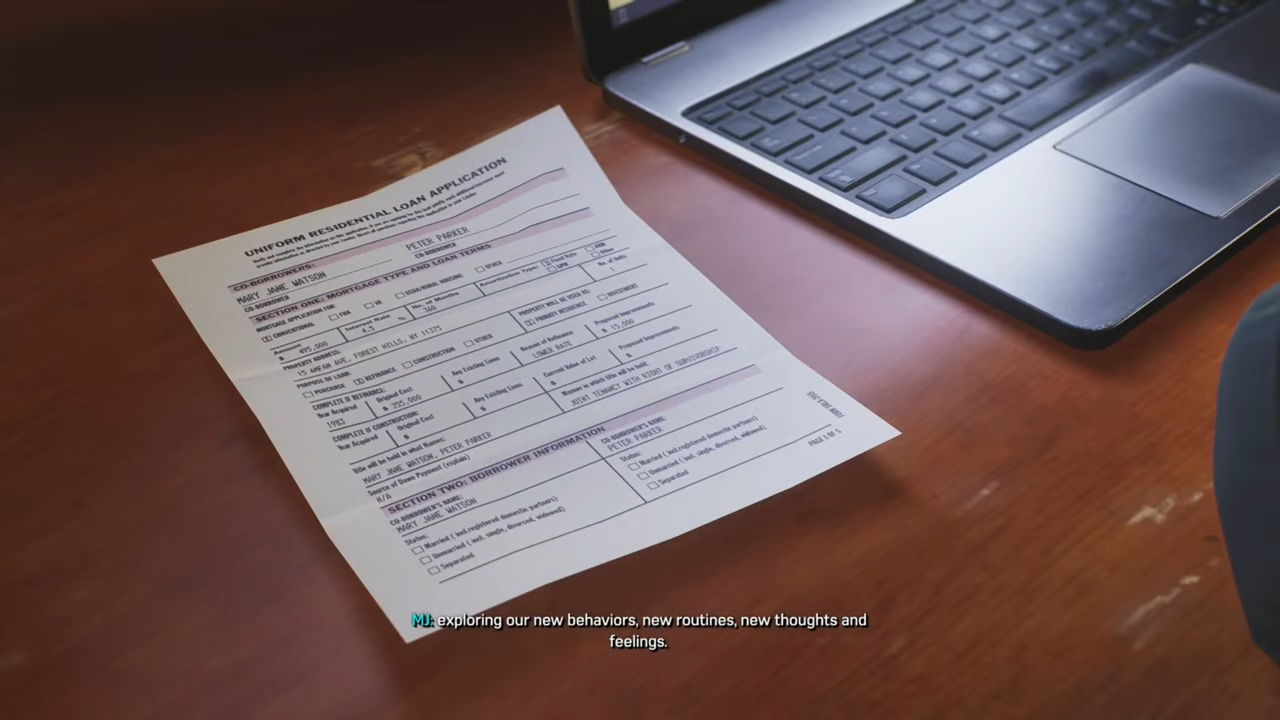 UNIFORM RESIDENTIAL LOAN APPLICATION
CO-BORROWERS:
MARY JANE WATSON
PETER PARKER
CO-BORROWER
CO-BORROWER
SECTION ONE: MORTGAGE TYPE AND LOAN TERMS
MORTGAGE APPLICATION FOR:
CONVENTIONAL
FHA
VA
USDA/RURAL HOUSING
OTHER
Amount
$ 495,000
Interest Rate
4.5 %
No. of Months
360
Amortization Type:
Fixed Rate
GPM
ARM
Other
No. of Units
1
PROPERTY ADDRESS:
FOREST HILLS, NY 11375
PURPOSE OF LOAN:
PURCHASE
REFINANCE
CONSTRUCTION
OTHER
PROPERTY WILL BE USED AS:
PRIMARY RESIDENCE
INVESTMENT
COMPLETE IF REFINANCE:
Year Acquired
1983
Original Cost
$ 355,000
Any Existing Liens
$
Reason of Refinance
LOWER RATE
Proposed Improvements
$ 15,000
COMPLETE IF CONSTRUCTION:
Year Acquired
Original Cost
$
Any Existing Liens
$
Current Value of Lot
$
Proposed Improvements
$
Title will be held in what Names:
MARY JANE WATSON, PETER PARKER
Manner in which title will be held:
JOINT TENANCY WITH RIGHT OF SURVIVORSHIP
Source of Down Payment (explain)
N/A
SECTION TWO: BORROWER INFORMATION
CO-BORROWER'S NAME:
MARY JANE WATSON
Status:
Married ( incl.registered domestic partners)
Unmarried ( incl. single, divorced, widowed)
Separated
CO-BORROWER'S NAME:
PETER PARKER
Status:
Married ( incl.registered domestic partners)
Unmarried ( incl. single, divorced, widowed)
Separated
PAGE 1 OF 5
MJ: exploring our new behaviors, new routines, new thoughts and
feelings.